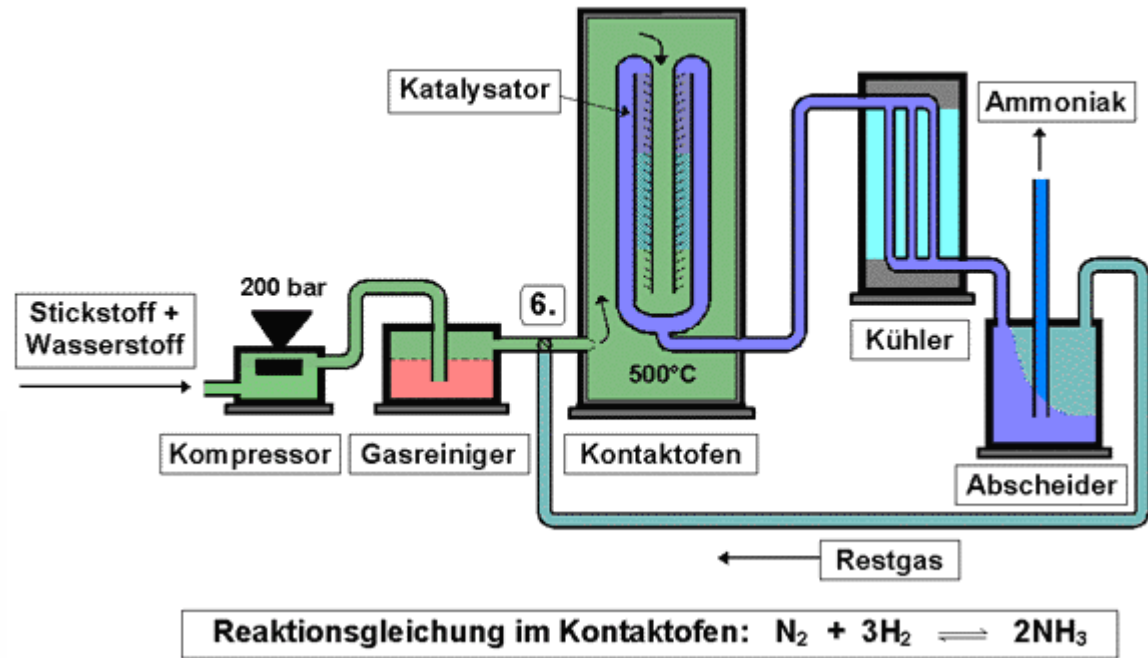 Katalysator
Ammoniak
200 bar
6.
Stickstoff +
Wasserstoff
500°C
Kühler
Kompressor
Gasreiniger
Kontaktofen
Abscheider
Restgas
Reaktionsgleichung im Kontaktofen: N₂ + 3H₂ ⇌ 2NH₃